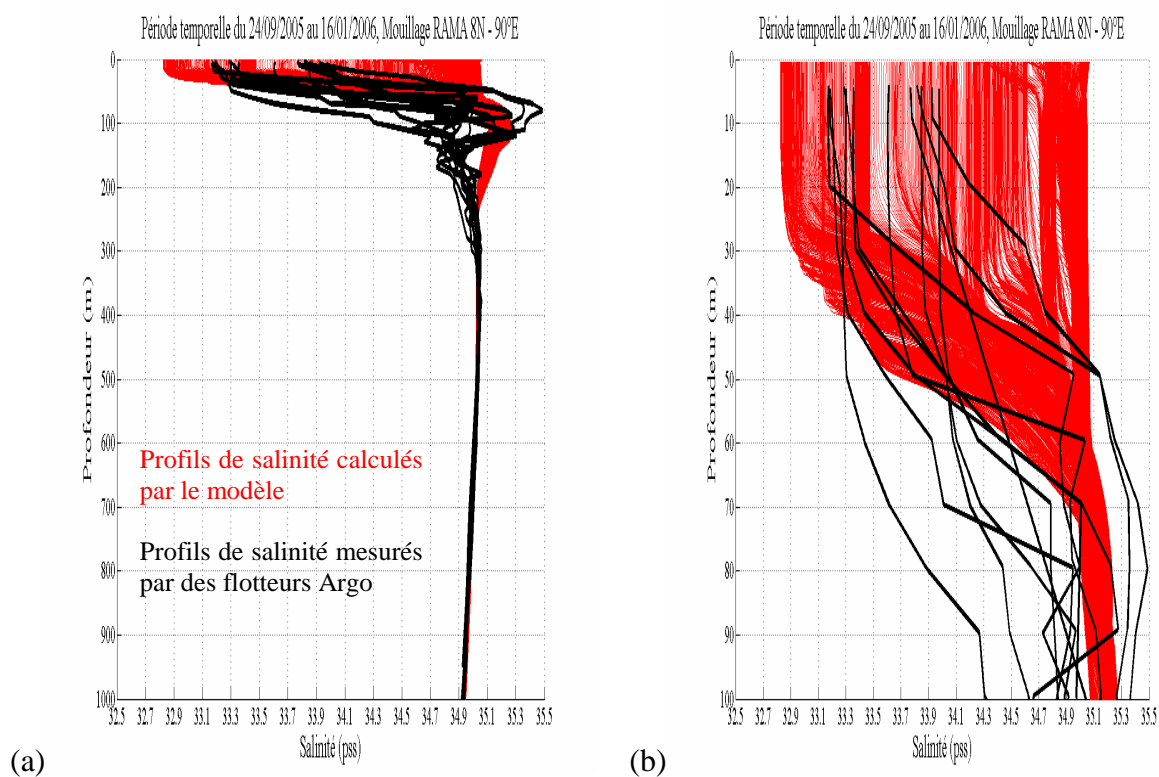 Période temporelle du 24/09/2005 au 16/01/2006, Mouillage RAMA 8N - 90°E
Profondeur (m)
0
100
200
300
400
500
600
700
800
900
1000
32.5 32.7 32.9 33.1 33.3 33.5 33.7 33.9 34.1 34.3 34.5 34.7 34.9 35.1 35.3 35.5
Salinité (pss)
Profils de salinité calculés
par le modèle
Profils de salinité mesurés
par des flotteurs Argo
(a)
Période temporelle du 24/09/2005 au 16/01/2006, Mouillage RAMA 8N - 90°E
Profondeur (m)
0
10
20
30
40
50
60
70
80
90
100
32.5 32.7 32.9 33.1 33.3 33.5 33.7 33.9 34.1 34.3 34.5 34.7 34.9 35.1 35.3 35.5
Salinité (pss)
(b)